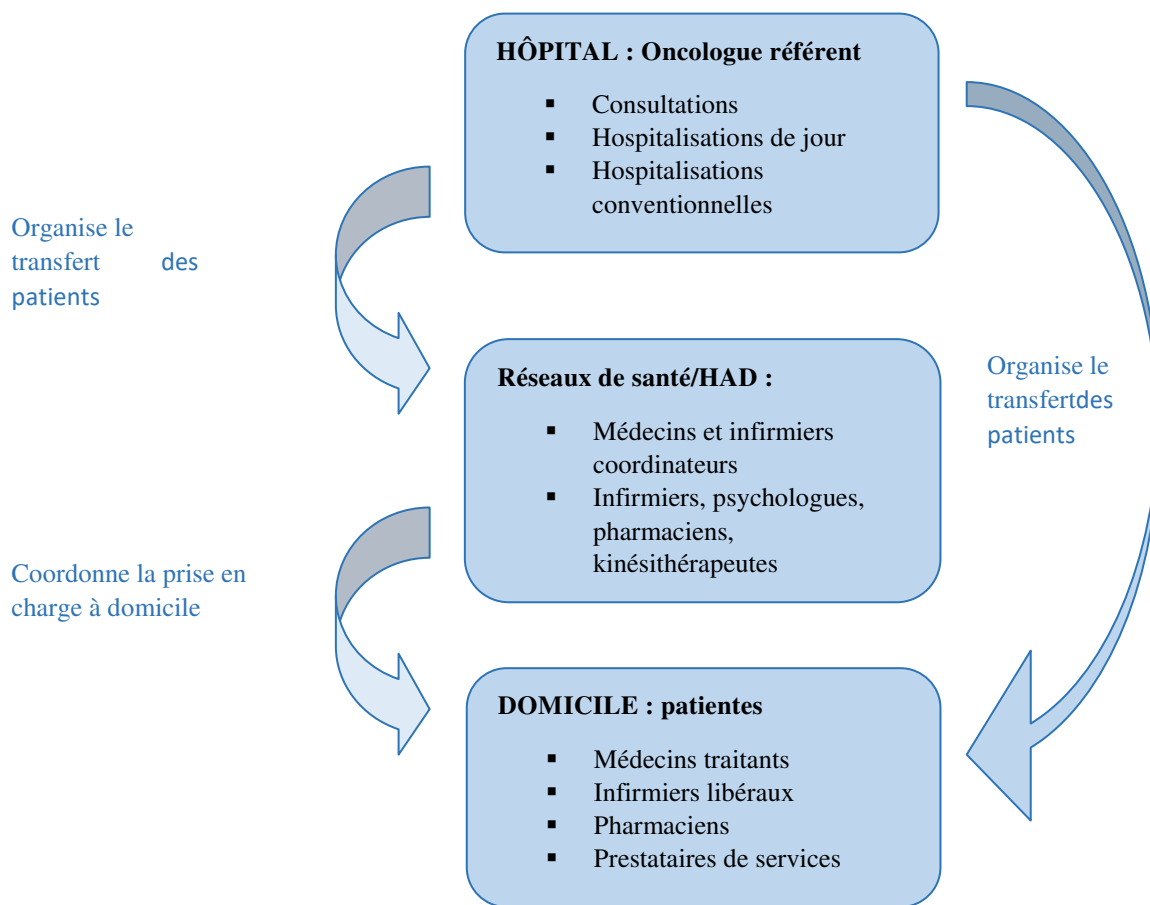 HÔPITAL : Oncologue référent
▪ Consultations
▪ Hospitalisations de jour
▪ Hospitalisations
conventionnelles
Organise le
transfert des
patients
Réseaux de santé/HAD :
▪ Médecins et infirmiers
coordinateurs
▪ Infirmiers, psychologues,
pharmaciens,
kinésithérapeutes
Organise le
transfertdes
patients
Coordonne la prise en
charge à domicile
DOMICILE : patientes
▪ Médecins traitants
▪ Infirmiers libéraux
▪ Pharmaciens
▪ Prestataires de services